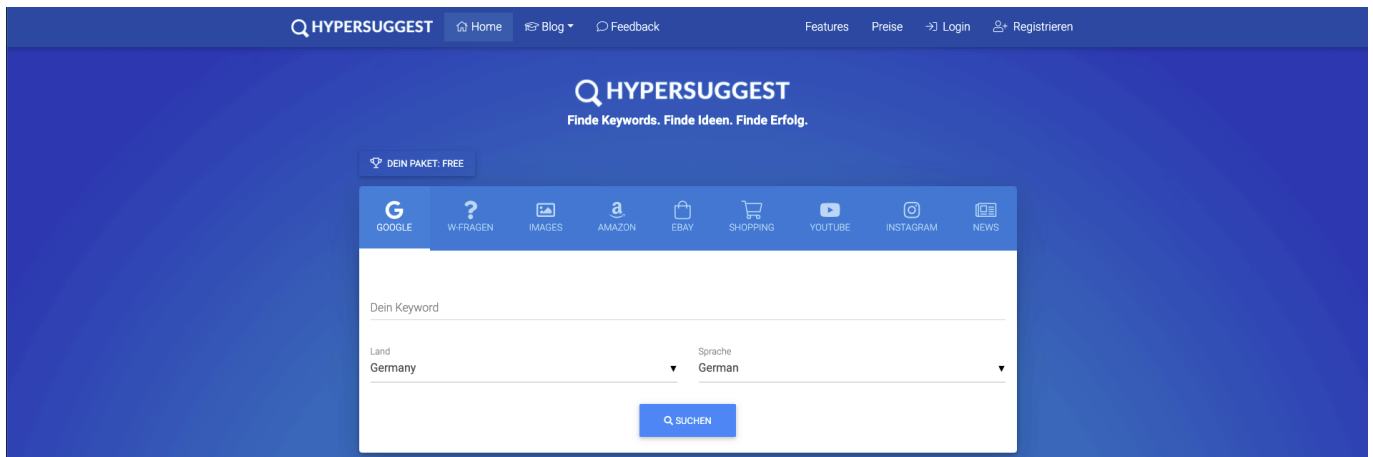 HYPERSUGGEST Home Blog Feedback Features Preise Login Registrieren
HYPERSUGGEST
Finde Keywords. Finde Ideen. Finde Erfolg.
DEIN PAKET: FREE
GOOGLE W-FRAGEN IMAGES AMAZON EBAY SHOPPING YOUTUBE INSTAGRAM NEWS
Dein Keyword
Land Sprache
Germany German
SUCHEN